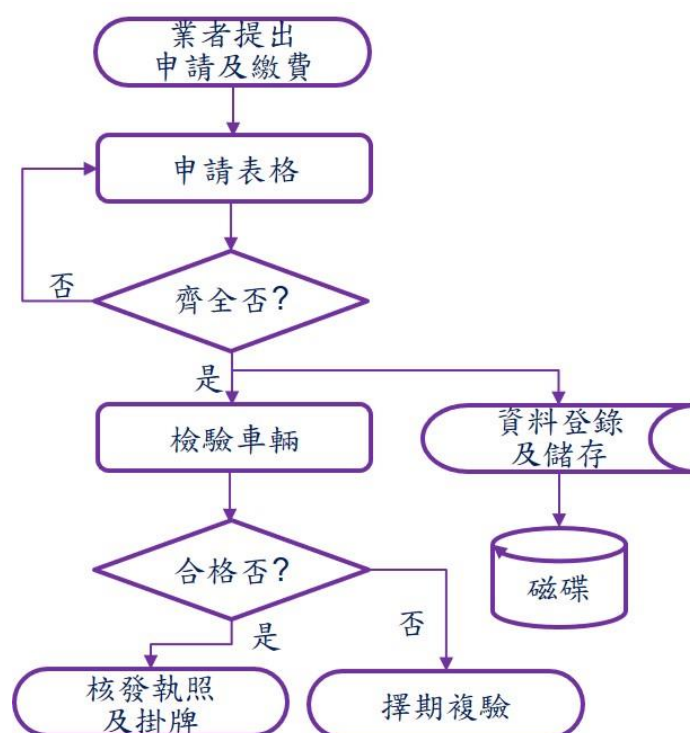 業者提出
申請及繳費
申請表格
齊全否?
否
是
檢驗車輛
資料登錄
及儲存
合格否?
磁碟
是
否
核發執照
及掛牌
擇期複驗